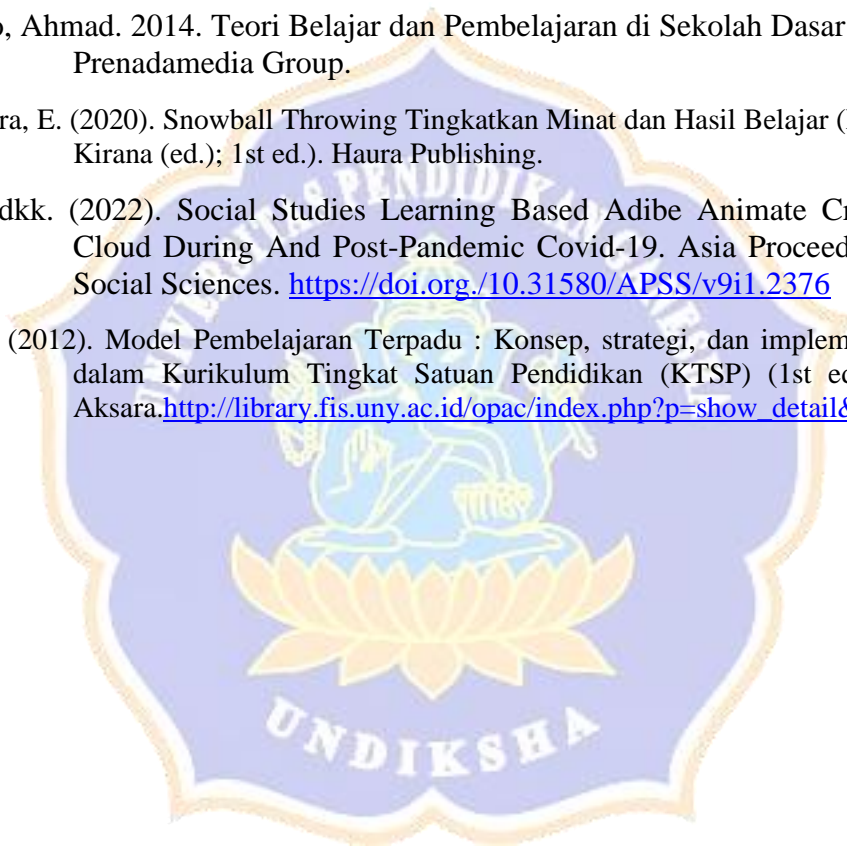 o, Ahmad. 2014. Teori Belajar dan Pembelajaran di Sekolah Dasar
Prenadamedia Group.
ra, E. (2020). Snowball Throwing Tingkatkan Minat dan Hasil Belajar (
Kirana (ed.); 1st ed.). Haura Publishing.
dkk. (2022). Social Studies Learning Based Adibe Animate Cr
Cloud During And Post-Pandemic Covid-19. Asia Proceed
Social Sciences. https://doi.org./10.31580/APSS/v9i1.2376
(2012). Model Pembelajaran Terpadu : Konsep, strategi, dan implem
dalam Kurikulum Tingkat Satuan Pendidikan (KTSP) (1st ed
Aksara.http://library.fis.uny.ac.id/opac/index.php?p=show_detail&
UNIVERSITAS PENDIDIKAN GANESHA
UNDIKSHA